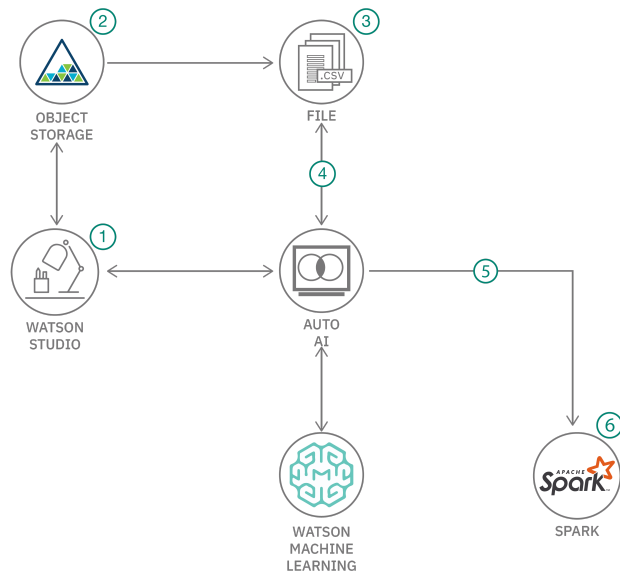 2
3
.CSV
OBJECT
STORAGE
FILE
4
1
5
WATSON
STUDIO
AUTO
AI
6
APACHE
Spark
WATSON
MACHINE
LEARNING
SPARK